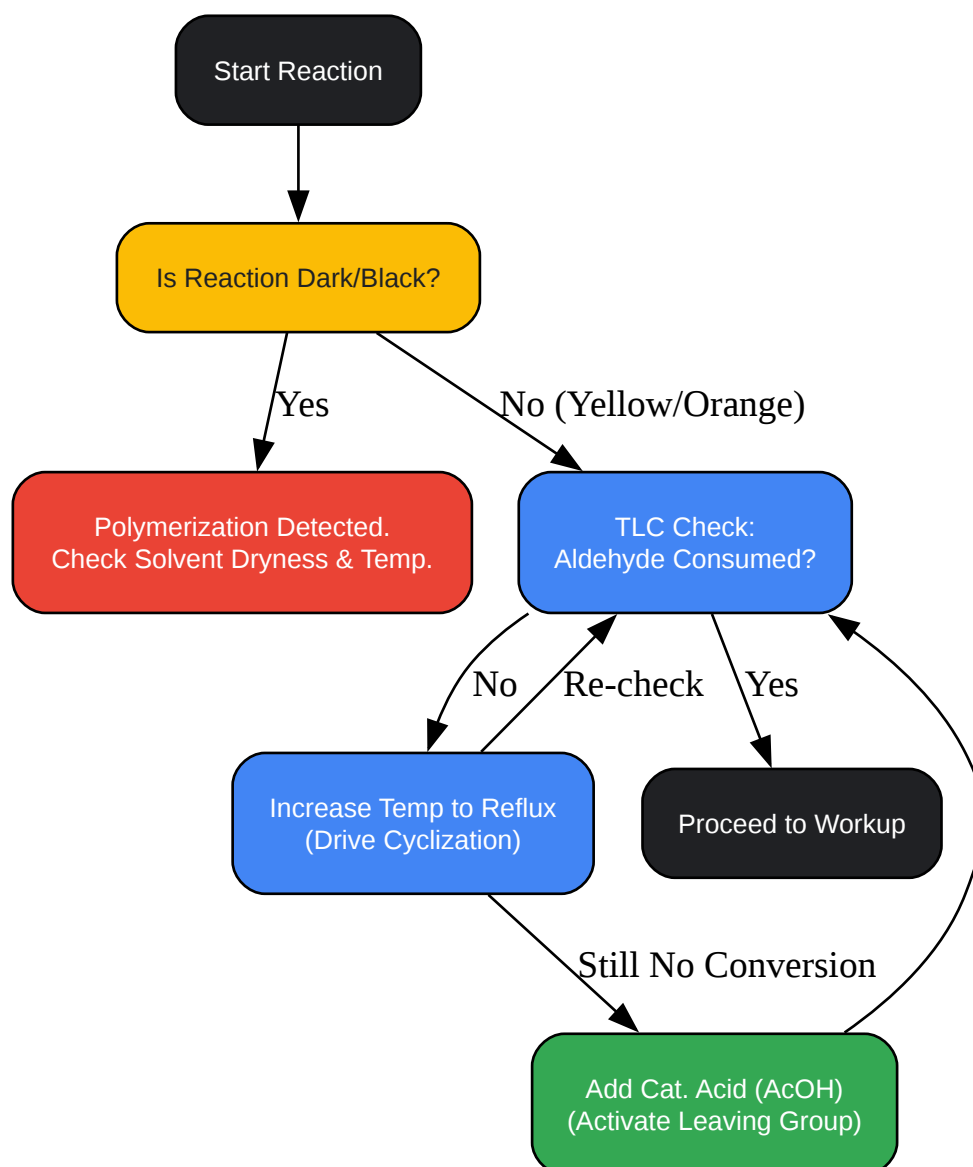 Start Reaction
Is Reaction Dark/Black?
Yes
No (Yellow/Orange)
Polymerization Detected.
Check Solvent Dryness & Temp.
TLC Check:
Aldehyde Consumed?
No
Re-check
Yes
Increase Temp to Reflux
(Drive Cyclization)
Proceed to Workup
Still No Conversion
Add Cat. Acid (AcOH)
(Activate Leaving Group)